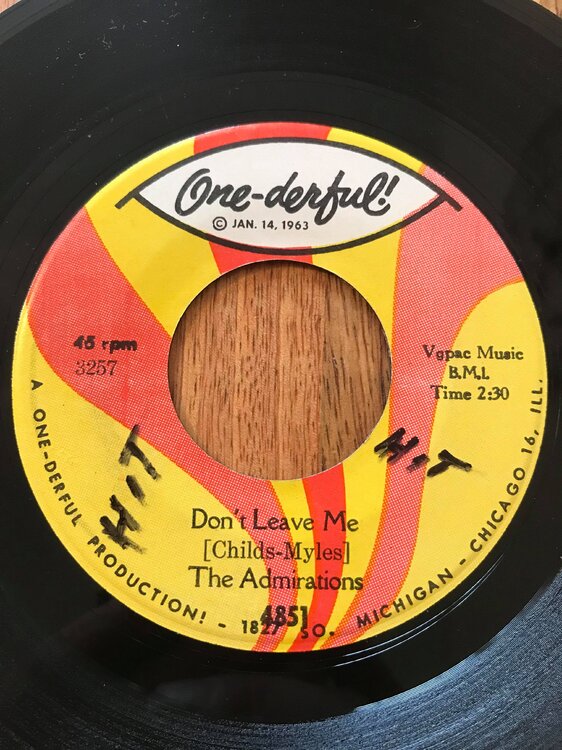 One-derful!
© JAN. 14, 1963
45 rpm
3257
Vgpac Music
B.M.I.
Time 2:30
HIT
HIT
Don't Leave Me
[Childs-Myles]
The Admirations
4851
A ONE-DERFUL PRODUCTION! - 1827 SO. MICHIGAN - CHICAGO 16, ILL.